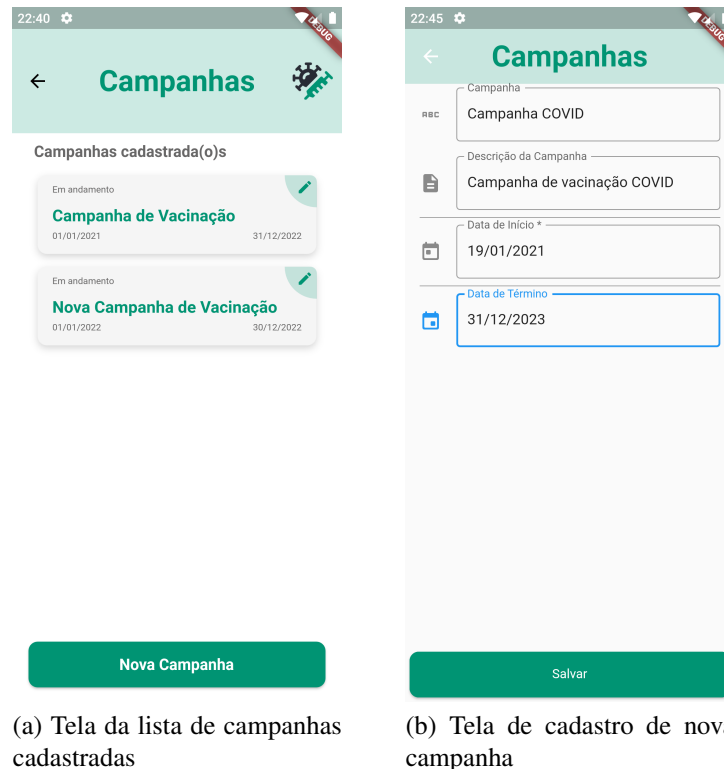 22:40
DEBUG
Campanhas
Campanhas cadastrada(o)s
Em andamento
Campanha de Vacinação
01/01/2021 31/12/2022
Em andamento
Nova Campanha de Vacinação
01/01/2022 30/12/2022
Nova Campanha
(a) Tela da lista de campanhas
cadastradas
22:45
DEBUG
Campanhas
Campanha
ABC
Campanha COVID
Descrição da Campanha
Campanha de vacinação COVID
Data de Início *
19/01/2021
Data de Término
31/12/2023
Salvar
(b) Tela de cadastro de nova
campanha